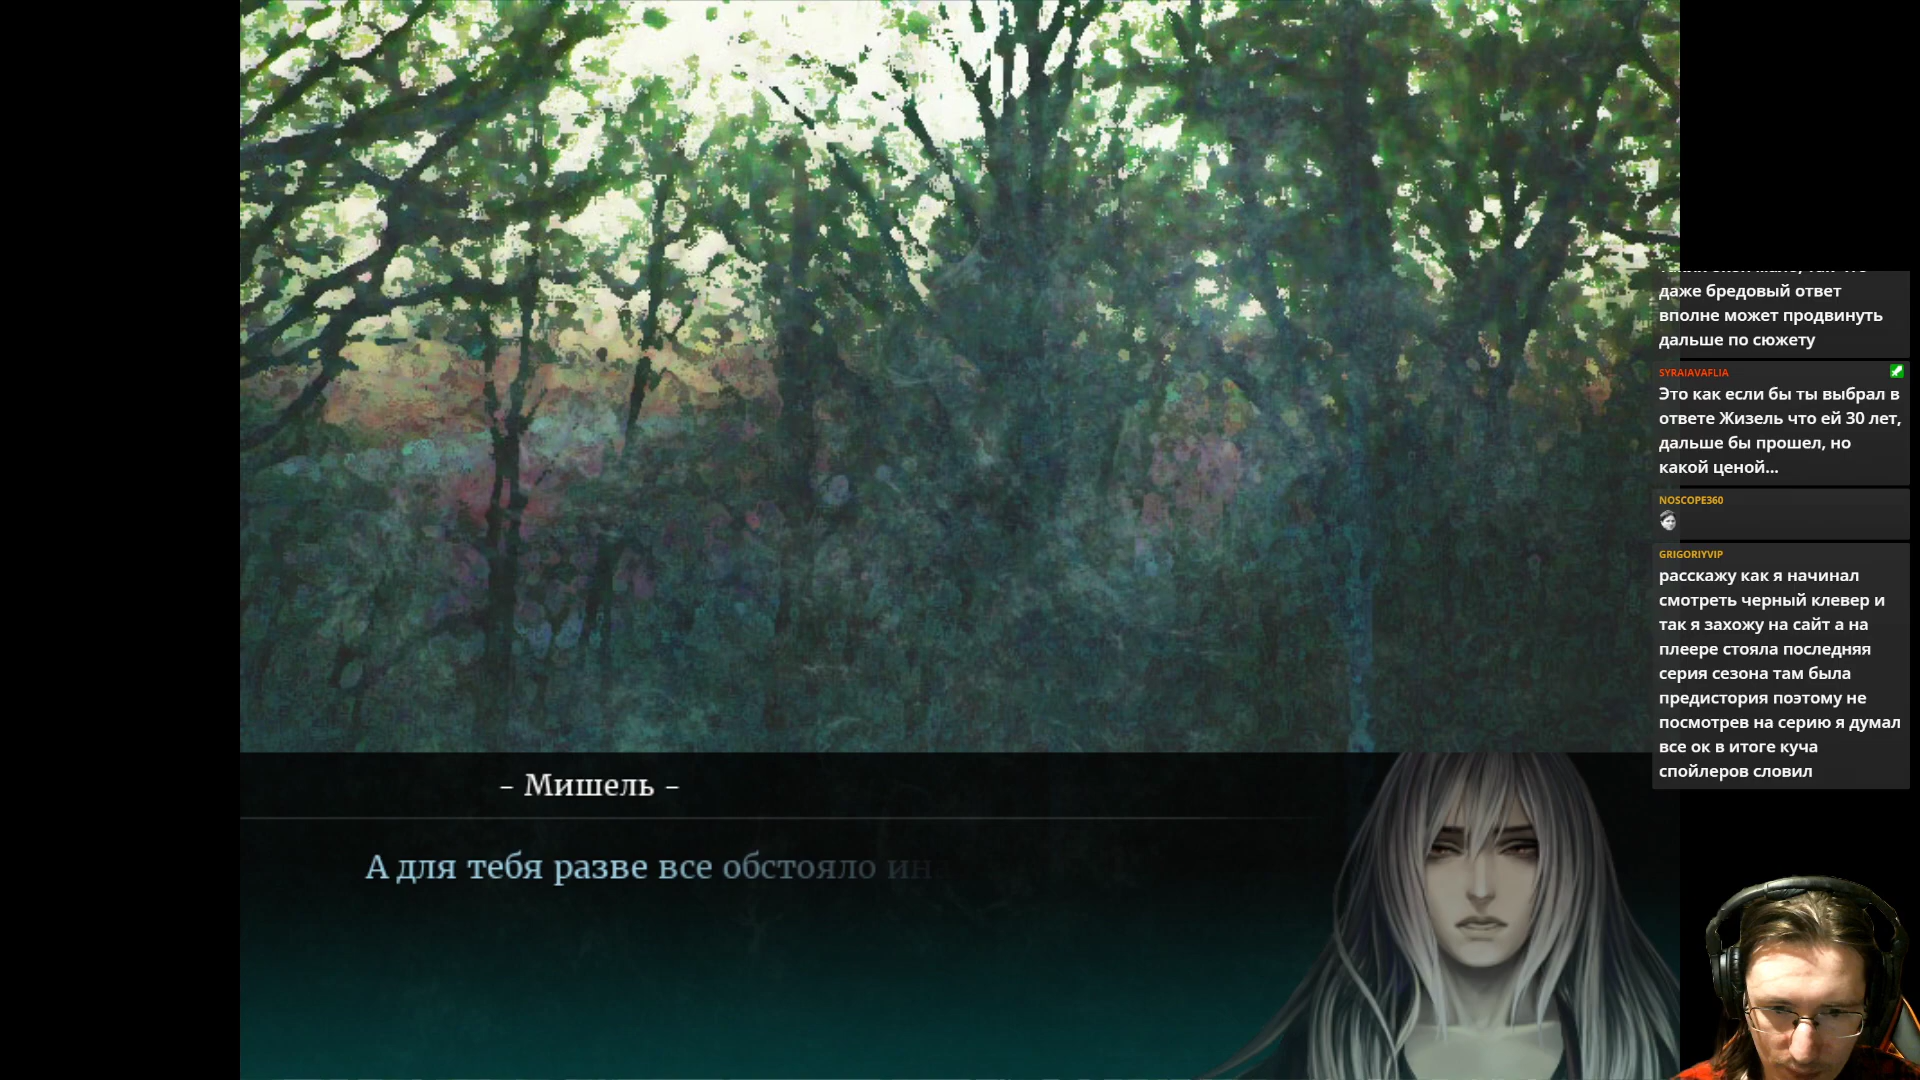 даже бредовый ответ
вполне может продвинуть
дальше по сюжету
SYRAIAVAFLIA
Это как если бы ты выбрал в
ответе Жизель что ей 30 лет,
дальше бы прошел, но
какой ценой...
NOSCOPE360
GRIGORIYVIP
расскажу как я начинал
смотреть черный клевер и
так я захожу на сайт а на
плеере стояла последняя
серия сезона там была
предистория поэтому не
посмотрев на серию я думал
все ок в итоге куча
спойлеров словил
– Мишель –
А для тебя разве все обстояло ин